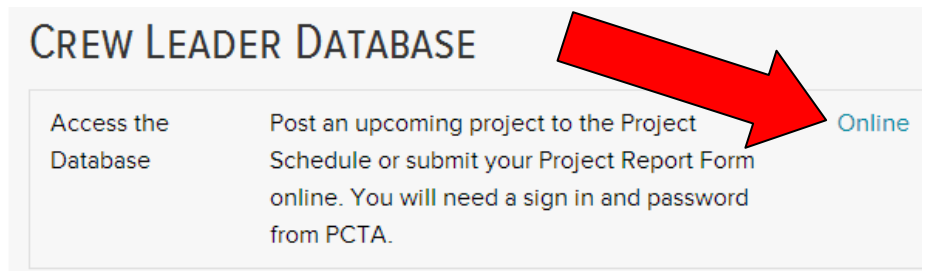 CREW LEADER DATABASE
Access the Database
Post an upcoming project to the Project
Schedule or submit your Project Report Form
online. You will need a sign in and password
from PCTA.
Online